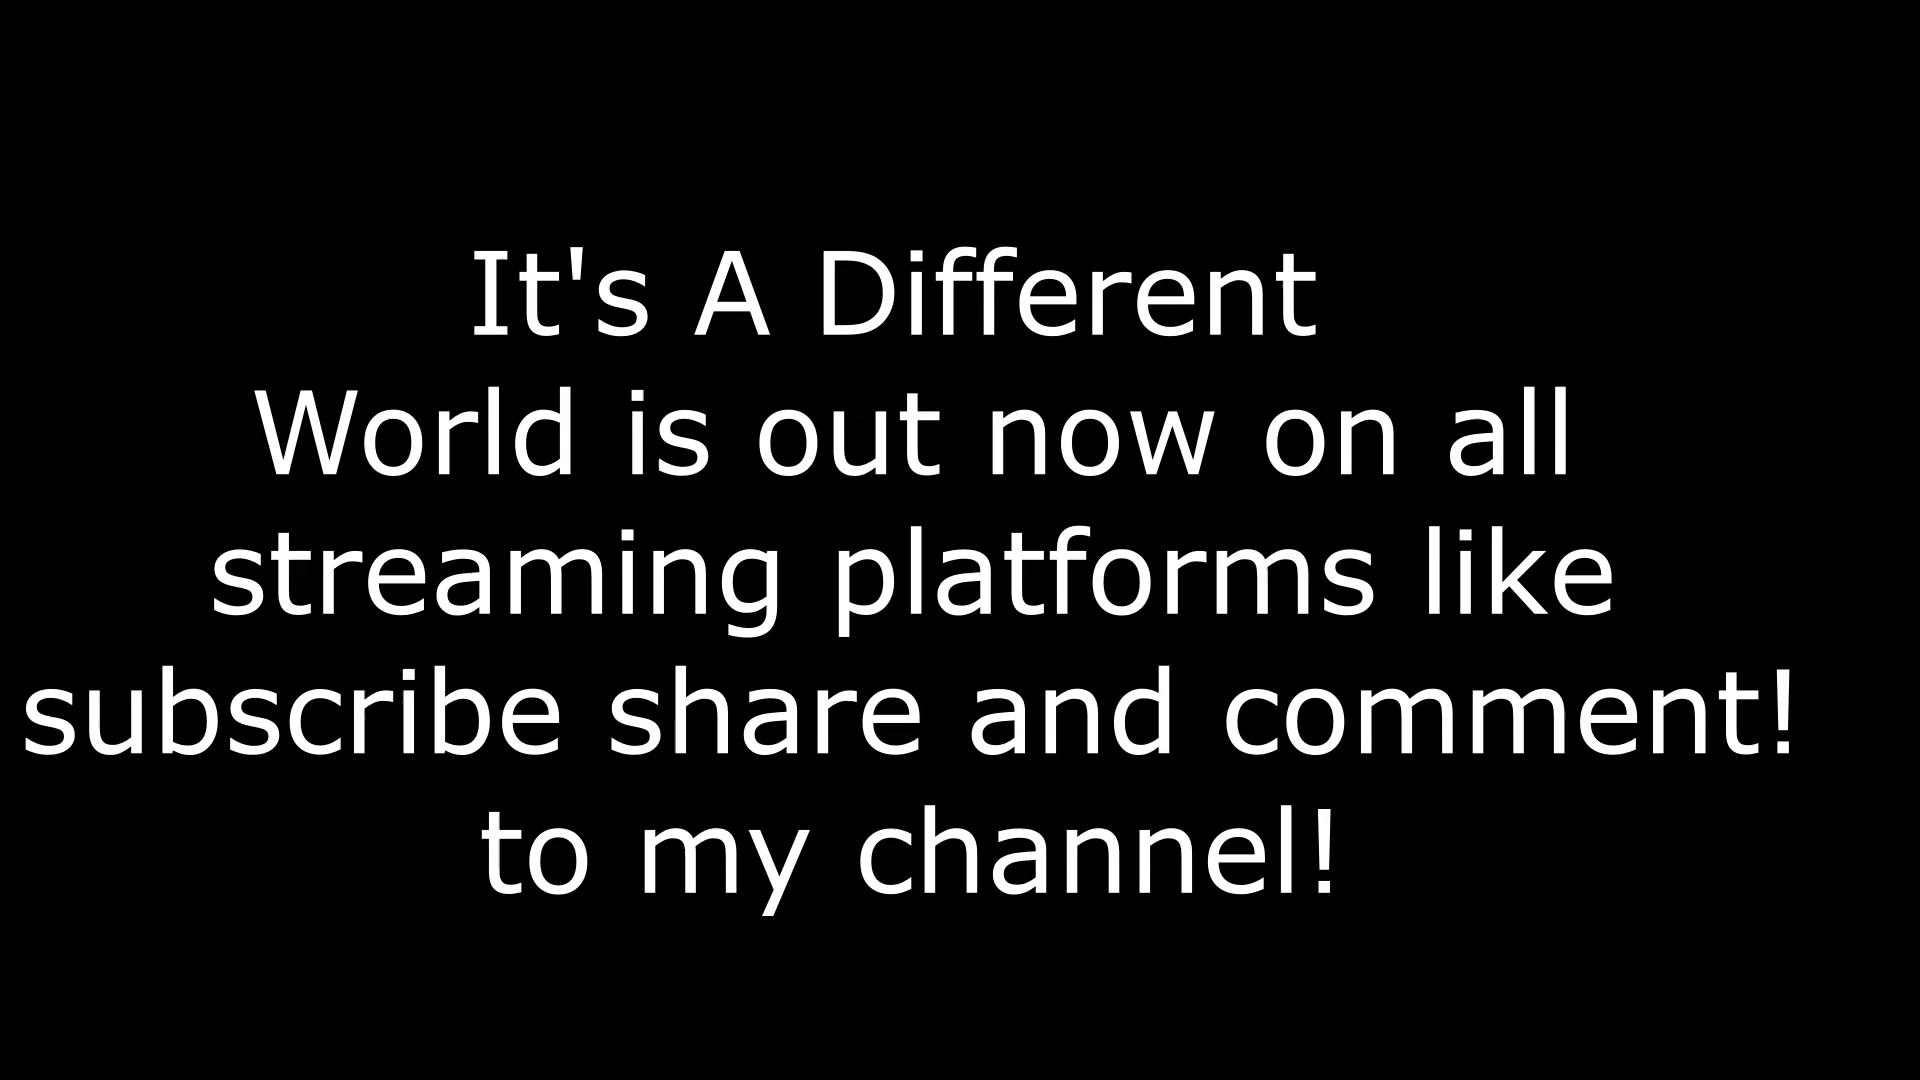 It's A Different
World is out now on all
streaming platforms like
subscribe share and comment!
to my channel!